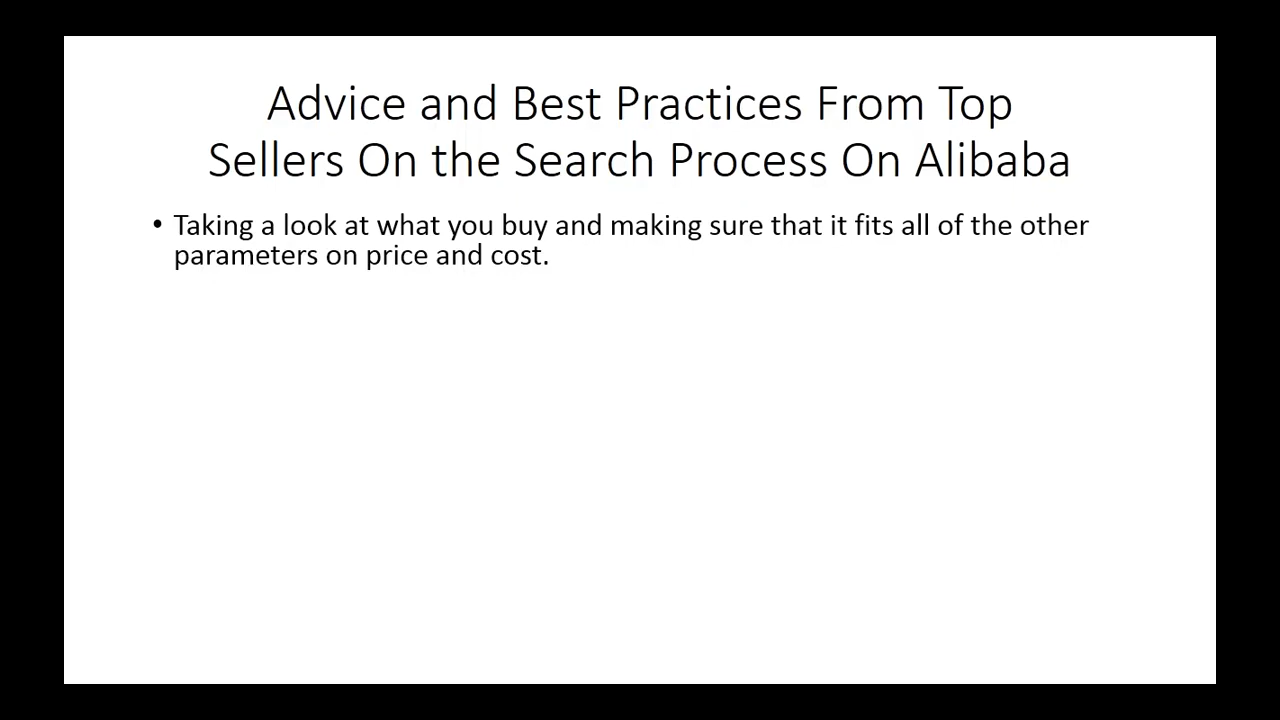 Advice and Best Practices From Top
Sellers On the Search Process On Alibaba
• Taking a look at what you buy and making sure that it fits all of the other
parameters on price and cost.